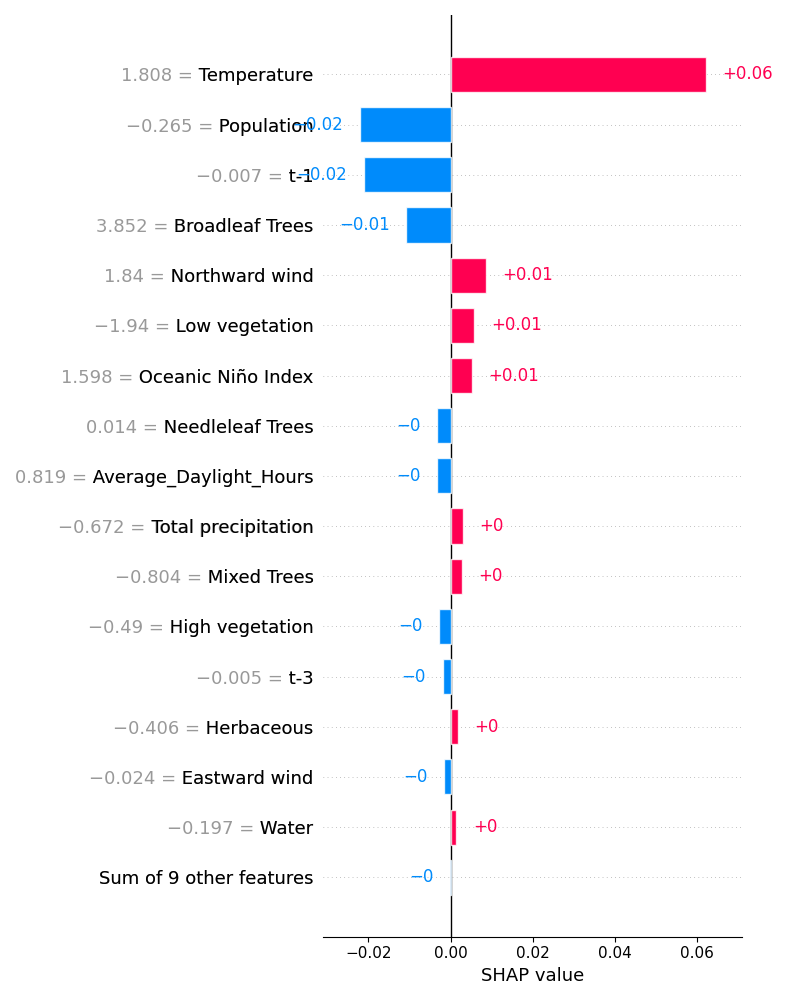 1.808 = Temperature +0.06
−0.265 = Population −0.02
−0.007 = t-1 −0.02
3.852 = Broadleaf Trees −0.01
1.84 = Northward wind +0.01
−1.94 = Low vegetation +0.01
1.598 = Oceanic Niño Index +0.01
0.014 = Needleleaf Trees −0
0.819 = Average_Daylight_Hours −0
−0.672 = Total precipitation +0
−0.804 = Mixed Trees +0
−0.49 = High vegetation −0
−0.005 = t-3 −0
−0.406 = Herbaceous +0
−0.024 = Eastward wind −0
−0.197 = Water +0
Sum of 9 other features −0
−0.02 0.00 0.02 0.04 0.06
SHAP value